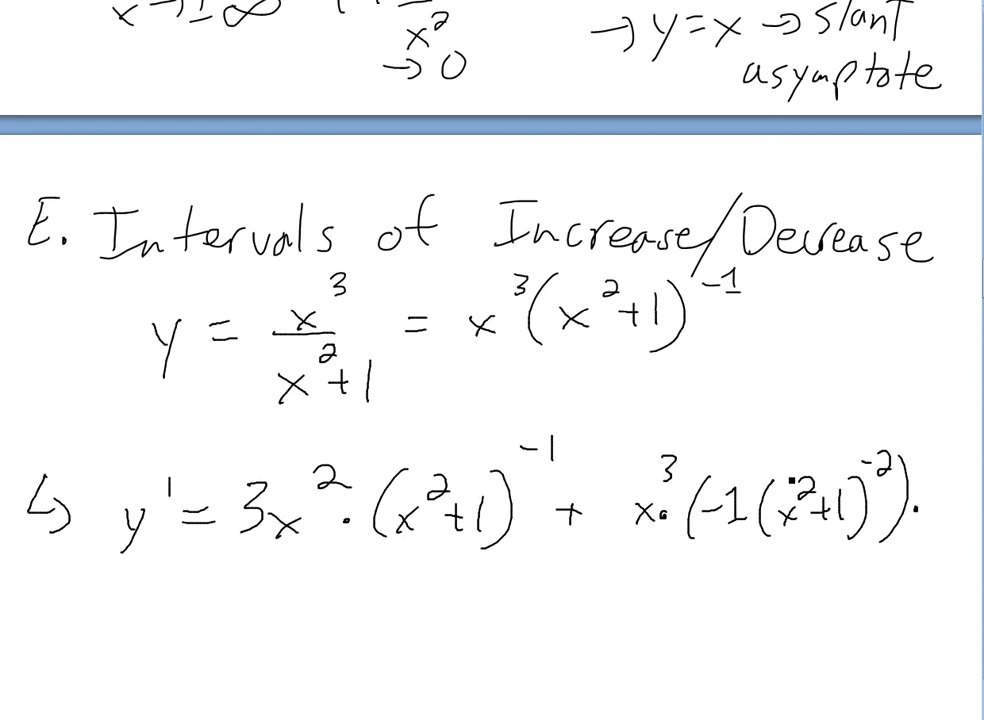 x → ± ∞
x²
→ 0
→ y = x → slant
asymptote
E. Intervals of Increase/Decrease
y = x³/(x²+1) = x³(x²+1)⁻¹
↳ y' = 3x² · (x²+1)⁻¹ + x³ · (-1(x²+1)⁻²) ·